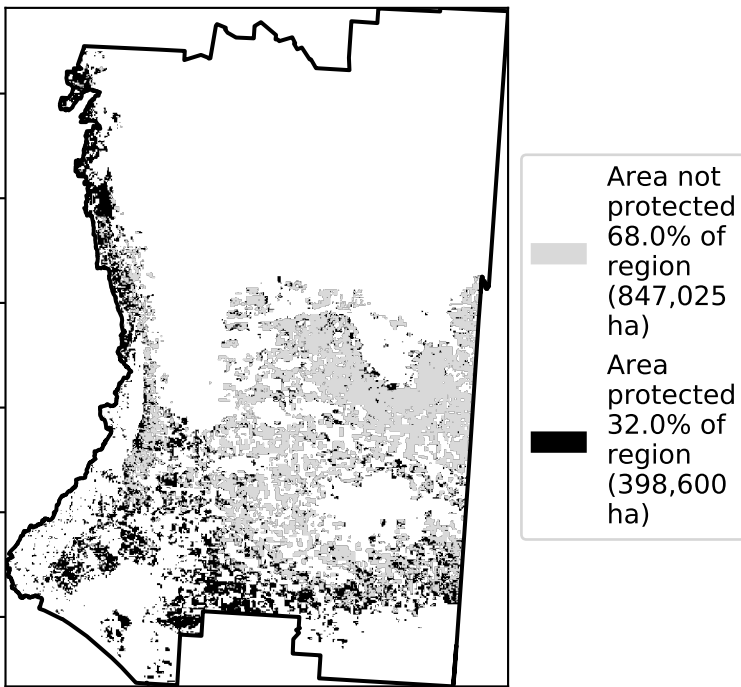 Area not
protected
68.0% of
region
(847,025
ha)
Area
protected
32.0% of
region
(398,600
ha)